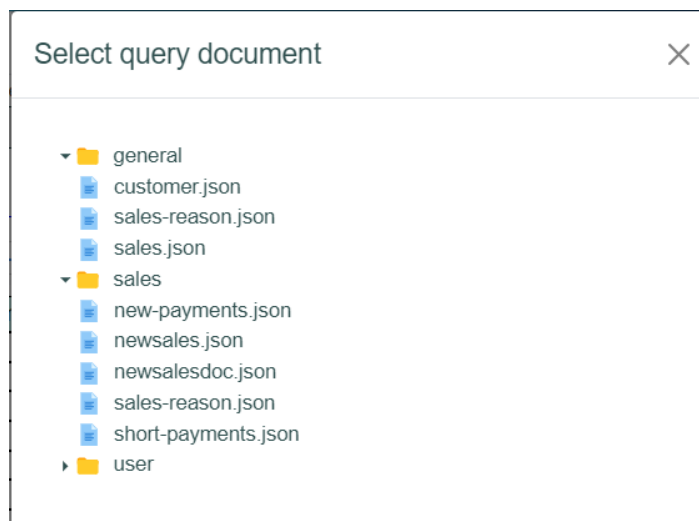 Select query document
general
customer.json
sales-reason.json
sales.json
sales
new-payments.json
newsales.json
newsalesdoc.json
sales-reason.json
short-payments.json
user